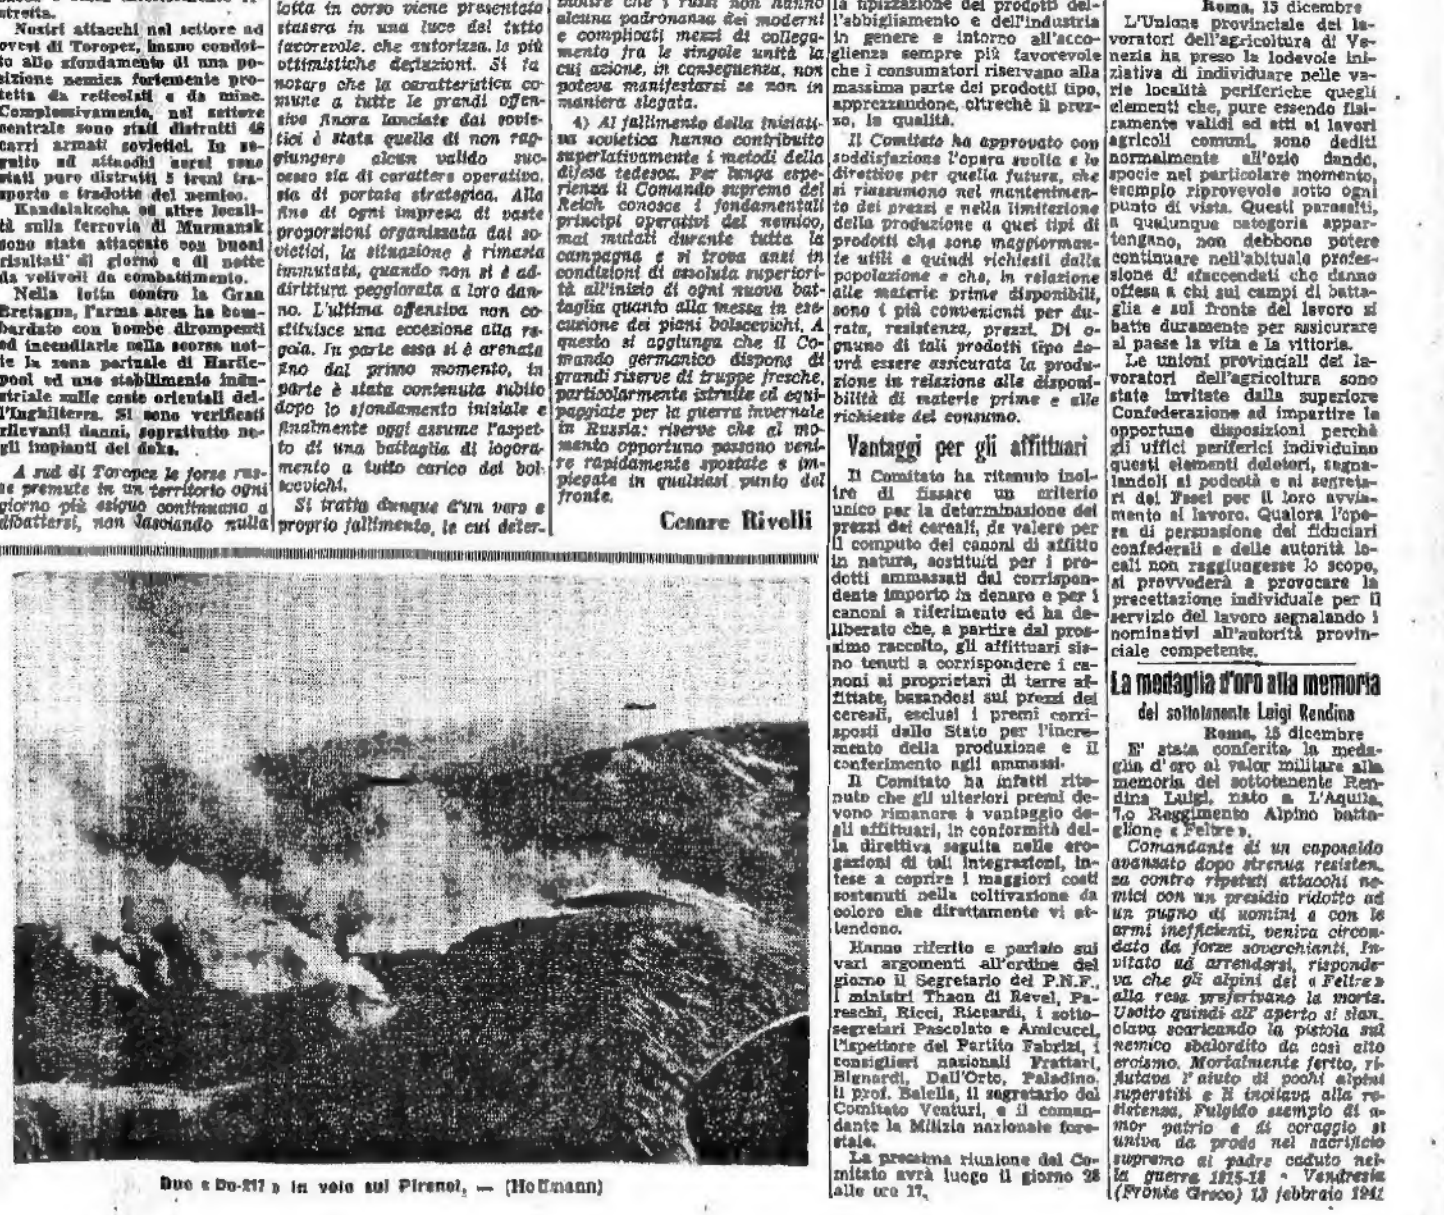 stretta.
Nostri attacchi nel settore ad
ovest di Toropez, hanno condot-
to allo sfondamento di una po-
sizione nemica fortemente pro-
tetta da reticolati e da mine.
Complessivamente, nel settore
centrale sono stati distrutti 48
carri armati sovietici. In se-
guito ad attacchi aerei sono
stati pure distrutti 5 treni tra-
sporto e tradotte del nemico.
Kandalakscha ed altre locali-
tà sulla ferrovia di Murmansk
sono state attaccate con buoni
risultati di giorno e di notte
da velivoli da combattimento.
Nella lotta contro la Gran
Bretagna, l'arma aerea ha bom-
bardato con bombe dirompenti
ed incendiarie nella scorsa not-
te la zona portuale di Hartle-
pool ed uno stabilimento indu-
striale sulle coste orientali del-
l'Inghilterra. Si sono verificati
rilevanti danni, soprattutto ne-
gli impianti dei doks.
A sud di Toropez le forze rus-
se premute in un territorio ogni
giorno più esiguo continuano a
dibattersi, non lasciando nulla
lotta in corso viene presentata
stasera in una luce del tutto
favorevole, che autorizza le più
ottimistiche deduzioni. Si fa
notare che la caratteristica co-
mune a tutte le grandi offen-
sive finora lanciate dai sovie-
tici è stata quella di non rag-
giungere alcun valido suc-
cesso sia di carattere operativo,
sia di portata strategica. Alla
fine di ogni impresa di vaste
proporzioni organizzata dai so-
vietici, la situazione è rimasta
immutata, quando non si è ad-
dirittura peggiorata a loro dan-
no. L'ultima offensiva non co-
stituisce una eccezione alla re-
gola. In parte essa si è arenata
fino dal primo momento, in
parte è stata contenuta subito
dopo lo sfondamento iniziale e
finalmente oggi assume l'aspet-
to di una battaglia di logora-
mento a tutto carico dei bol-
scevichi.
Si tratta dunque d'un vero e
proprio fallimento, le cui deter-
mostre che i russi non hanno
alcuna padronanza dei moderni
e complicati mezzi di collega-
mento fra le singole unità la
cui azione, in conseguenza, non
poteva manifestarsi se non in
maniera slegata.
4) Al fallimento della iniziati-
va sovietica hanno contribuito
superlativamente i metodi della
difesa tedesca. Per lunga espe-
rienza il Comando supremo del
Reich conosce i fondamentali
principi operativi del nemico,
mai mutati durante tutta la
campagna e si trova anzi in
condizioni di assoluta superiori-
tà all'inizio di ogni nuova bat-
taglia quanto alla messa in ese-
cuzione dei piani bolscevichi. A
questo si aggiunga che il Co-
mando germanico dispone di
grandi riserve di truppe fresche,
particolarmente istruite ed equi-
paggiate per la guerra invernale
in Russia: riserve che al mo-
mento opportuno possono veni-
re rapidamente spostate e im-
piegate in qualsiasi punto del
fronte.
Cesare Rivelli
Due « Do-217 » in volo sui Pirenei, — (Hoffmann)
la tipizzazione dei prodotti del-
l'abbigliamento e dell'industria
in genere e intorno all'acco-
glienza sempre più favorevole
che i consumatori riservano alla
massima parte dei prodotti tipo,
apprezzandone, oltrechè il prez-
zo, la qualità.
Il Comitato ha approvato con
soddisfazione l'opera svolta e le
direttive per quella futura, che
si riassumono nel mantenimen-
to dei prezzi e nella limitazione
della produzione a quei tipi di
prodotti che sono maggiormen-
te utili e quindi richiesti dalla
popolazione e che, in relazione
alle materie prime disponibili,
sono i più convenienti per du-
rata, resistenza, prezzi. Di o-
gnuno di tali prodotti tipo do-
vrà essere assicurata la produ-
zione in relazione alle disponi-
bilità di materie prime e alle
richieste del consumo.
Vantaggi per gli affittuari
Il Comitato ha ritenuto inol-
tre di fissare un criterio
unico per la determinazione dei
prezzi dei cereali, da valere per
il computo dei canoni di affitto
in natura, sostituiti per i pro-
dotti ammassati dal corrispon-
dente importo in denaro e per i
canoni a riferimento ed ha de-
liberato che, a partire dal pros-
simo raccolto, gli affittuari sia-
no tenuti a corrispondere i ca-
noni ai proprietari di terre af-
fittate, basandosi sui prezzi dei
cereali, esclusi i premi corri-
sposti dallo Stato per l'incre-
mento della produzione e il
conferimento agli ammassi.
Il Comitato ha infatti rite-
nuto che gli ulteriori premi de-
vono rimanere a vantaggio de-
gli affittuari, in conformità del-
la direttiva seguita nelle ero-
gazioni di tali integrazioni, in-
tese a coprire i maggiori costi
sostenuti nella coltivazione da
coloro che direttamente vi at-
tendono.
Hanno riferito e parlato sui
vari argomenti all'ordine del
giorno il Segretario del P.N.F.,
i ministri Thaon di Revel, Pa-
reschi, Ricci, Riccardi, i sotto-
segretari Pascolato e Amicucci,
l'ispettore del Partito Fabrizi, i
consiglieri nazionali Frattari,
Bignardi, Dall'Orto, Paladino,
il prof. Balella, il segretario del
Comitato Venturi, e il coman-
dante la Milizia nazionale fore-
stale.
La prossima riunione del Co-
mitato avrà luogo il giorno 28
alle ore 17.
Roma, 15 dicembre
L'Unione provinciale dei la-
voratori dell'agricoltura di Ve-
nezia ha preso la lodevole ini-
ziativa di individuare nelle va-
rie località periferiche quegli
elementi che, pure essendo fisi-
camente validi ed atti ai lavori
agricoli comuni, sono dediti
normalmente all'ozio dando,
specie nel particolare momento,
esempio riprovevole sotto ogni
punto di vista. Questi parassiti,
a qualunque categoria appar-
tengano, non debbono potere
continuare nell'abituale profes-
sione di sfaccendati che danno
offesa a chi sui campi di batta-
glia e sul fronte del lavoro si
batte duramente per assicurare
al paese la vita e la vittoria.
Le unioni provinciali dei la-
voratori dell'agricoltura sono
state invitate dalla superiore
Confederazione ad impartire le
opportune disposizioni perchè
gli uffici periferici individuino
questi elementi deleteri, segna-
landoli ai podestà e ai segreta-
ri dei Fasci per il loro avvia-
mento al lavoro. Qualora l'ope-
ra di persuasione dei fiduciari
confederali e delle autorità lo-
cali non raggiungesse lo scopo,
si provvederà a provocare la
precettazione individuale per il
servizio del lavoro segnalando i
nominativi all'autorità provin-
ciale competente.
La medaglia d'oro alla memoria
del sottotenente Luigi Rendina
Roma, 15 dicembre
E' stata conferita la meda-
glia d'oro al valor militare alla
memoria del sottotenente Ren-
dina Luigi, nato a L'Aquila,
7.o Reggimento Alpino batta-
glione « Feltre ».
Comandante di un caposaldo
avanzato dopo strenua resisten-
za contro ripetuti attacchi ne-
mici con un presidio ridotto ad
un pugno di uomini e con le
armi inefficienti, veniva circon-
dato da forze soverchianti. In-
vitato ad arrendersi, risponde-
va che gli alpini del « Feltre »
alla resa preferivano la morte.
Uscito quindi all' aperto si slan-
ciava scaricando la pistola sul
nemico sbalordito da così alto
eroismo. Mortalmente ferito, ri-
fiutava l'aiuto di pochi alpini
superstiti e li incitava alla re-
sistenza. Fulgido esempio di a-
mor patrio e di coraggio si
univa da prode nel sacrificio
supremo al padre caduto nel-
la guerra 1915-18 - Vendresia
(Fronte Greco) 13 febbraio 1941